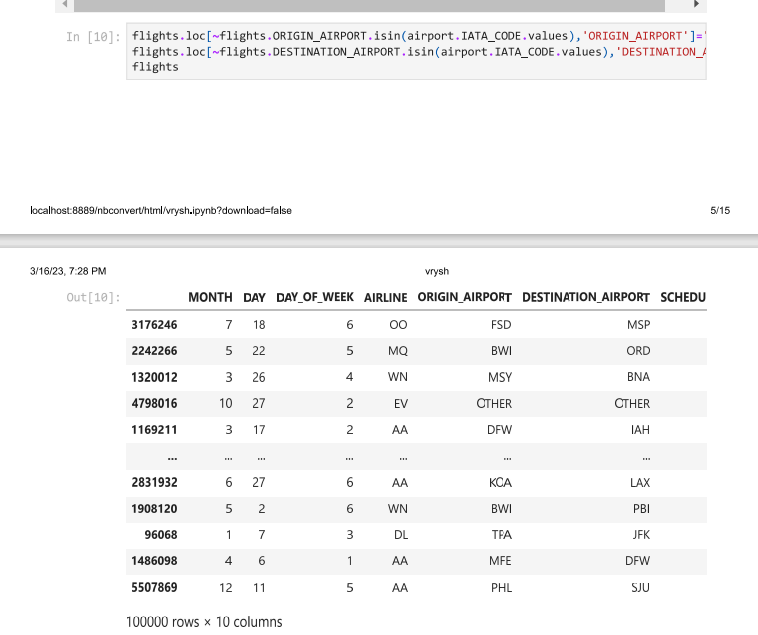 In [10]: flights.loc[~flights.ORIGIN_AIRPORT.isin(airport.IATA_CODE.values),'ORIGIN_AIRPORT']='
flights.loc[~flights.DESTINATION_AIRPORT.isin(airport.IATA_CODE.values),'DESTINATION_A
flights
localhost:8889/nbconvert/html/vrysh.ipynb?download=false 5/15
3/16/23, 7:28 PM vrysh
Out[10]: MONTH DAY DAY_OF_WEEK AIRLINE ORIGIN_AIRPORT DESTINATION_AIRPORT SCHEDU
3176246 7 18 6 OO FSD MSP
2242266 5 22 5 MQ BWI ORD
1320012 3 26 4 WN MSY BNA
4798016 10 27 2 EV OTHER OTHER
1169211 3 17 2 AA DFW IAH
... ... ... ... ... ... ...
2831932 6 27 6 AA KOA LAX
1908120 5 2 6 WN BWI PBI
96068 1 7 3 DL TPA JFK
1486098 4 6 1 AA MFE DFW
5507869 12 11 5 AA PHL SJU
100000 rows × 10 columns